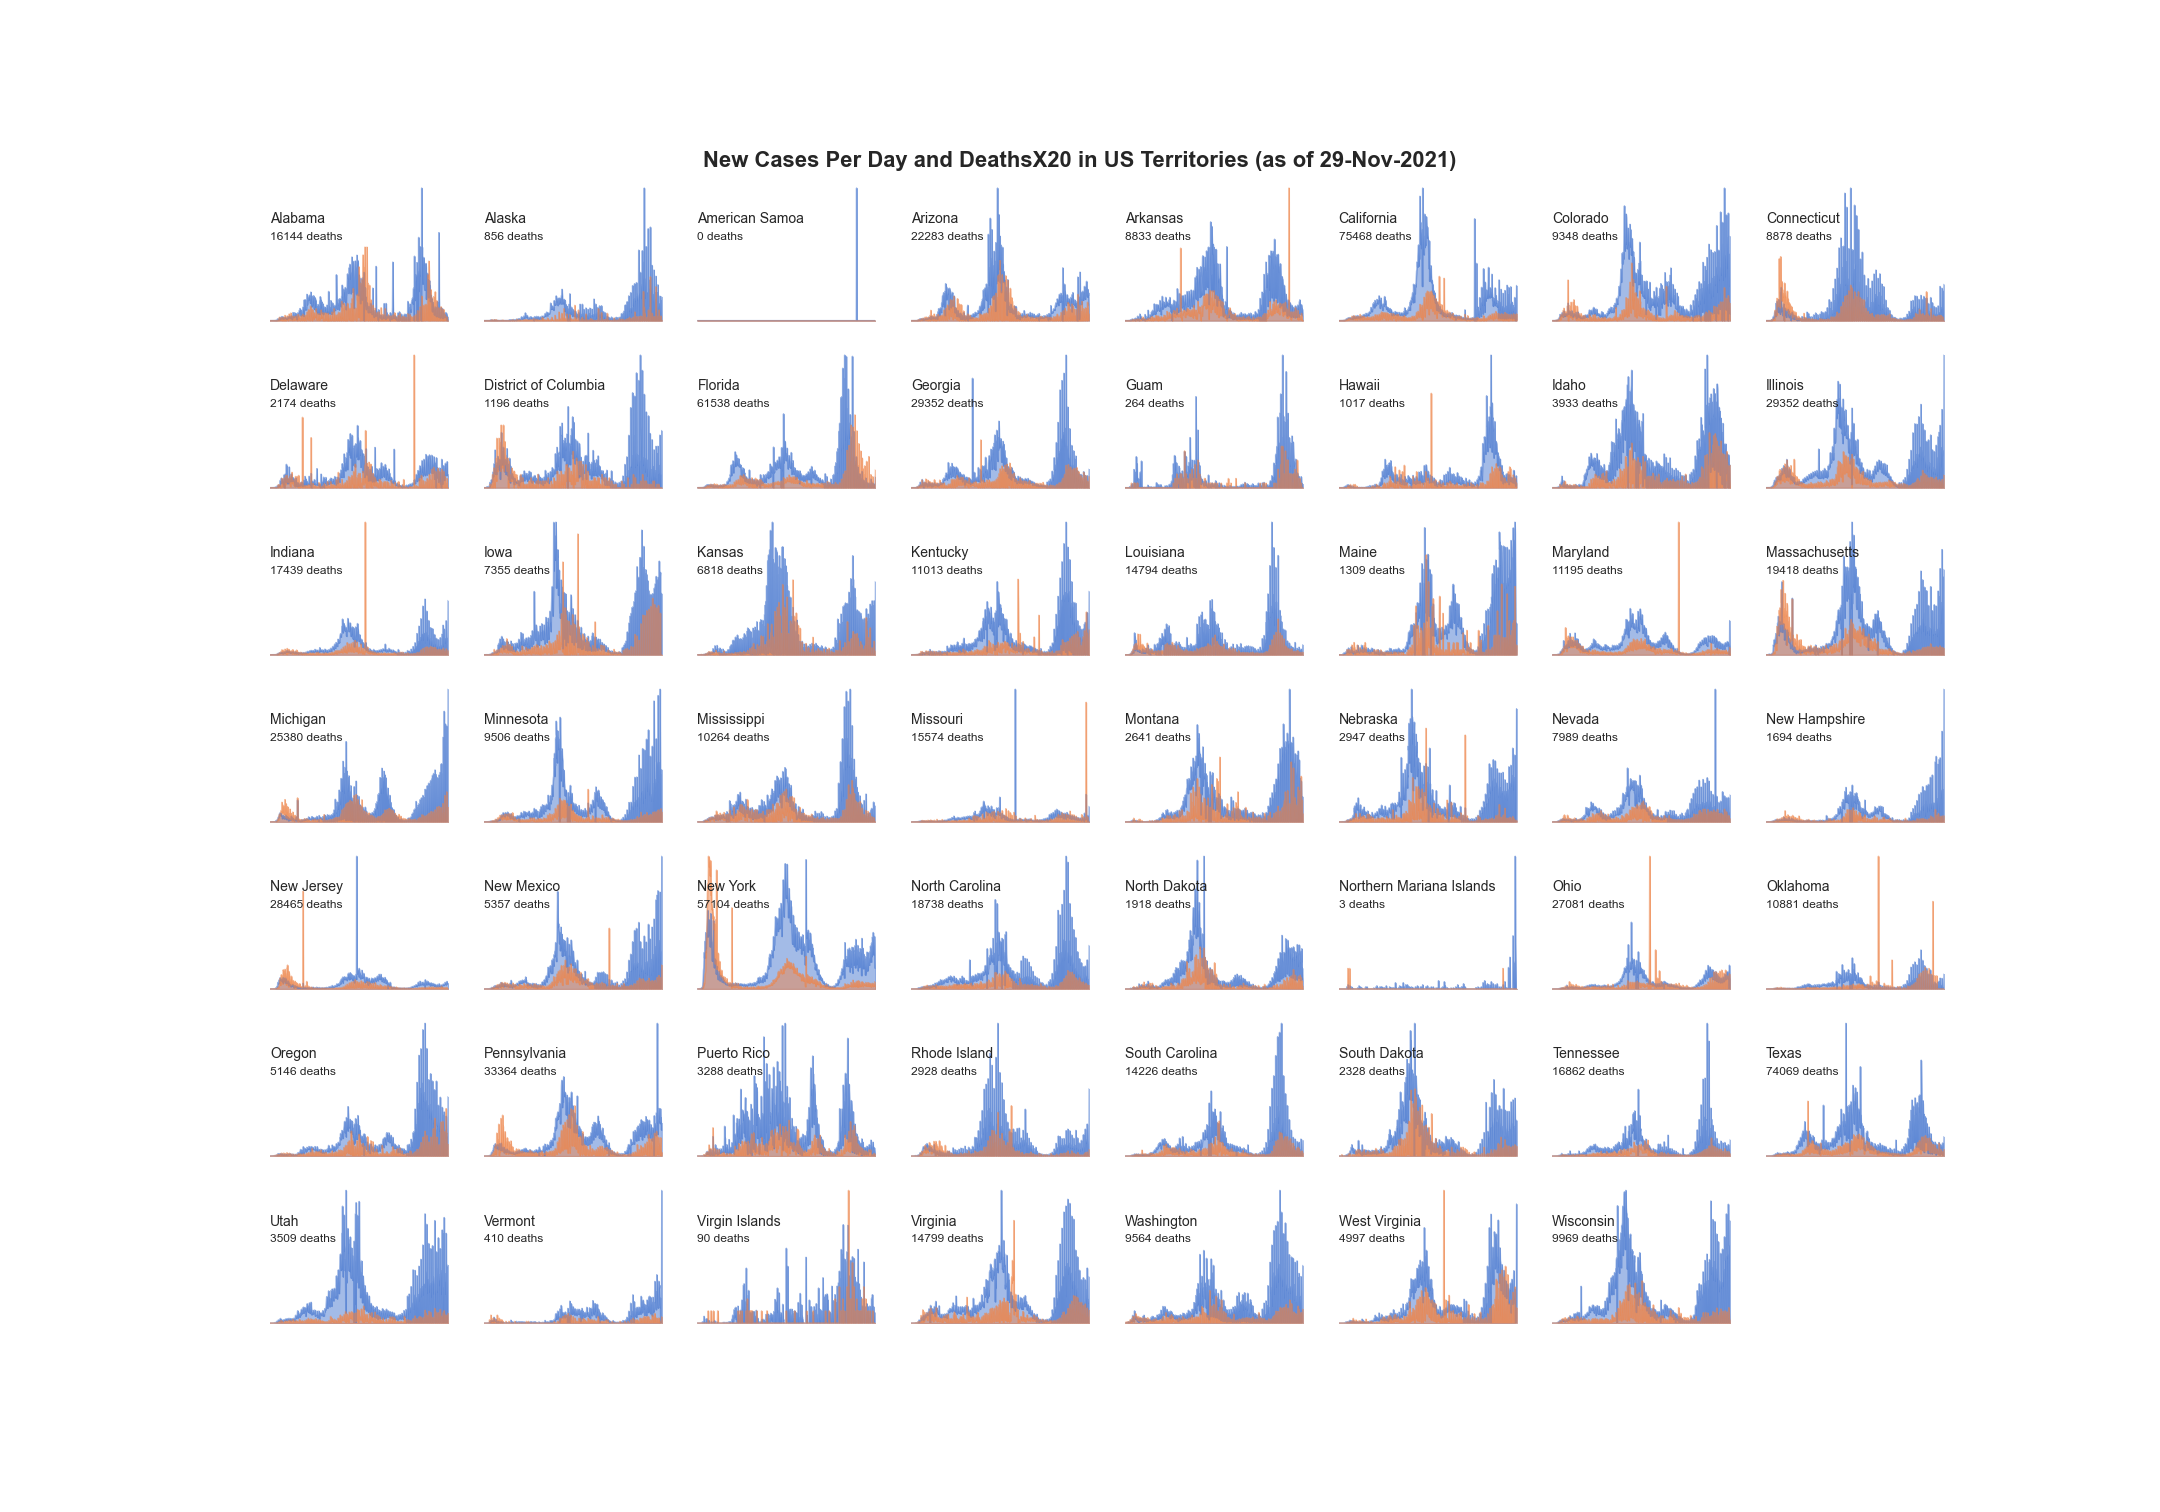 New Cases Per Day and DeathsX20 in US Territories (as of 29-Nov-2021)
Alabama
16144 deaths
Alaska
856 deaths
American Samoa
0 deaths
Arizona
22283 deaths
Arkansas
8833 deaths
California
75468 deaths
Colorado
9348 deaths
Connecticut
8878 deaths
Delaware
2174 deaths
District of Columbia
1196 deaths
Florida
61538 deaths
Georgia
29352 deaths
Guam
264 deaths
Hawaii
1017 deaths
Idaho
3933 deaths
Illinois
29352 deaths
Indiana
17439 deaths
Iowa
7355 deaths
Kansas
6818 deaths
Kentucky
11013 deaths
Louisiana
14794 deaths
Maine
1309 deaths
Maryland
11195 deaths
Massachusetts
19418 deaths
Michigan
25380 deaths
Minnesota
9506 deaths
Mississippi
10264 deaths
Missouri
15574 deaths
Montana
2641 deaths
Nebraska
2947 deaths
Nevada
7989 deaths
New Hampshire
1694 deaths
New Jersey
28465 deaths
New Mexico
5357 deaths
New York
57104 deaths
North Carolina
18738 deaths
North Dakota
1918 deaths
Northern Mariana Islands
3 deaths
Ohio
27081 deaths
Oklahoma
10881 deaths
Oregon
5146 deaths
Pennsylvania
33364 deaths
Puerto Rico
3288 deaths
Rhode Island
2928 deaths
South Carolina
14226 deaths
South Dakota
2328 deaths
Tennessee
16862 deaths
Texas
74069 deaths
Utah
3509 deaths
Vermont
410 deaths
Virgin Islands
90 deaths
Virginia
14799 deaths
Washington
9564 deaths
West Virginia
4997 deaths
Wisconsin
9969 deaths